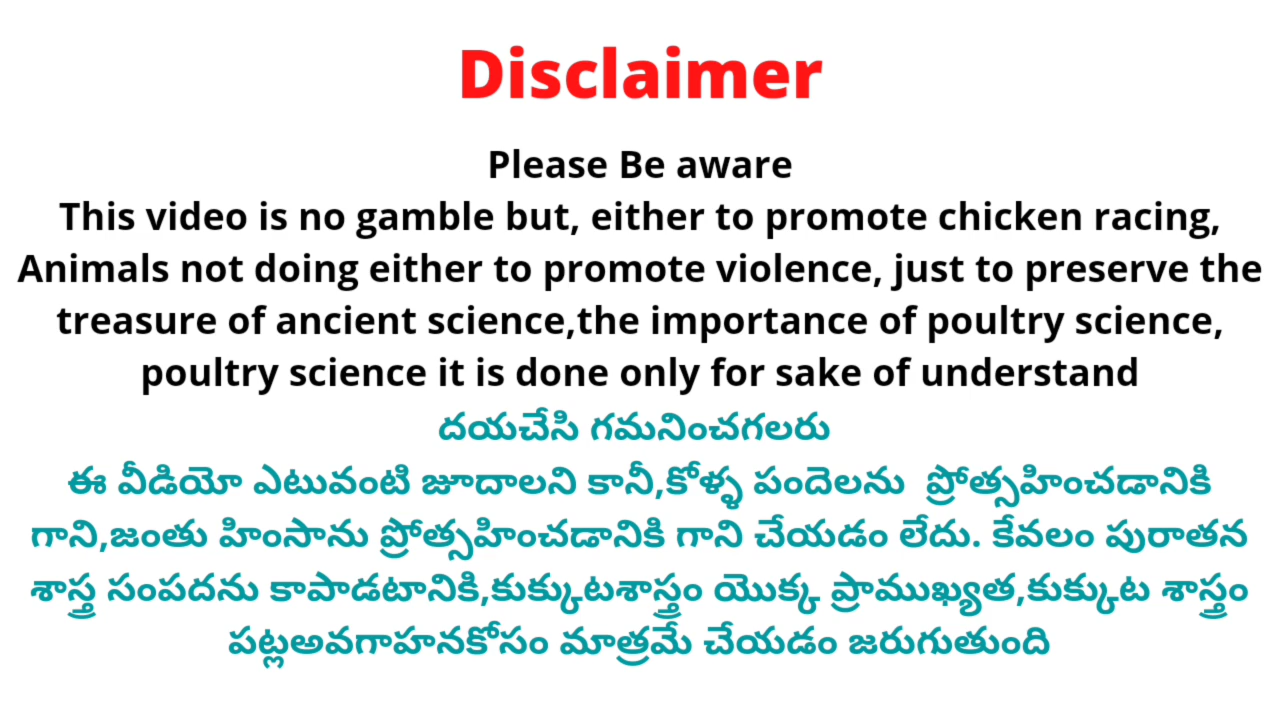 Disclaimer
Please Be aware
This video is no gamble but, either to promote chicken racing,
Animals not doing either to promote violence, just to preserve the
treasure of ancient science,the importance of poultry science,
poultry science it is done only for sake of understand
దయచేసి గమనించగలరు
ఈ వీడియో ఎటువంటి జూదాలని కానీ,కోళ్ళ పందెలను ప్రోత్సహించడానికి
గాని,జంతు హింసాను ప్రోత్సహించడానికి గాని చేయడం లేదు. కేవలం పురాతన
శాస్త్ర సంపదను కాపాడటానికి,కుక్కుటశాస్త్రం యొక్క ప్రాముఖ్యత,కుక్కుట శాస్త్రం
పట్లఅవగాహనకోసం మాత్రమే చేయడం జరుగుతుంది